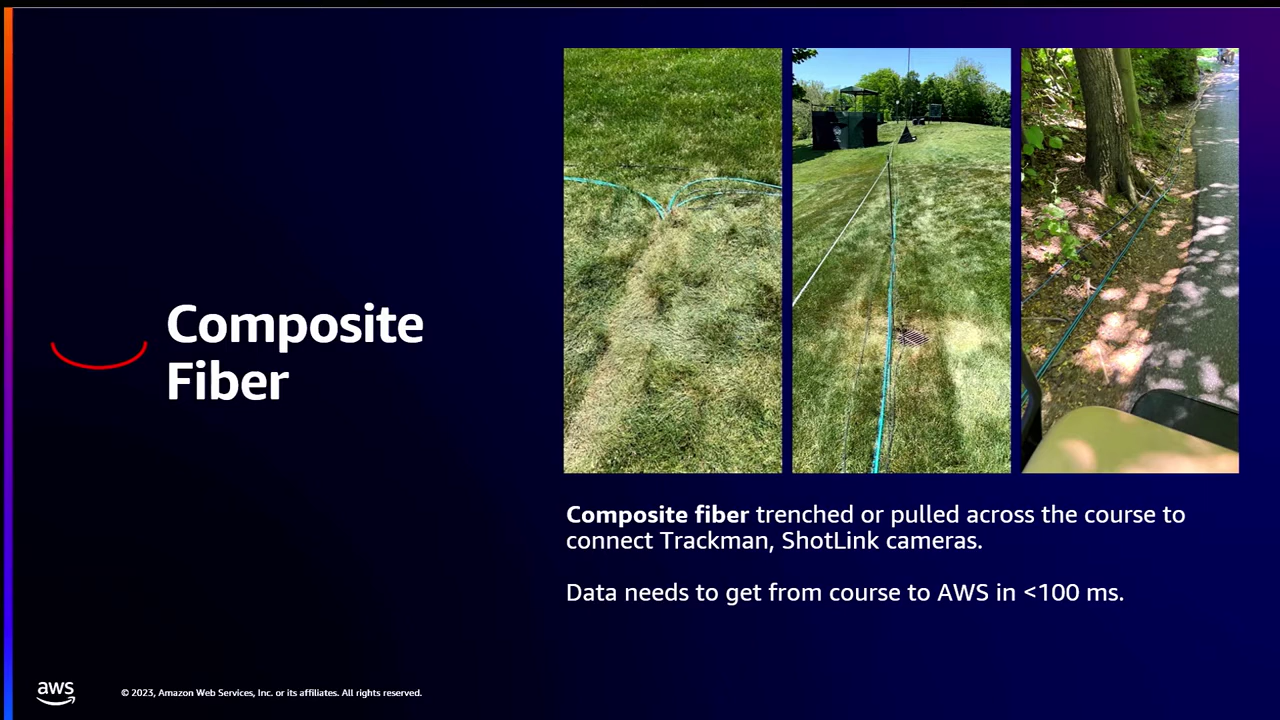 Composite
Fiber
Composite fiber trenched or pulled across the course to
connect Trackman, ShotLink cameras.
Data needs to get from course to AWS in <100 ms.
aws
© 2023, Amazon Web Services, Inc. or its affiliates. All rights reserved.